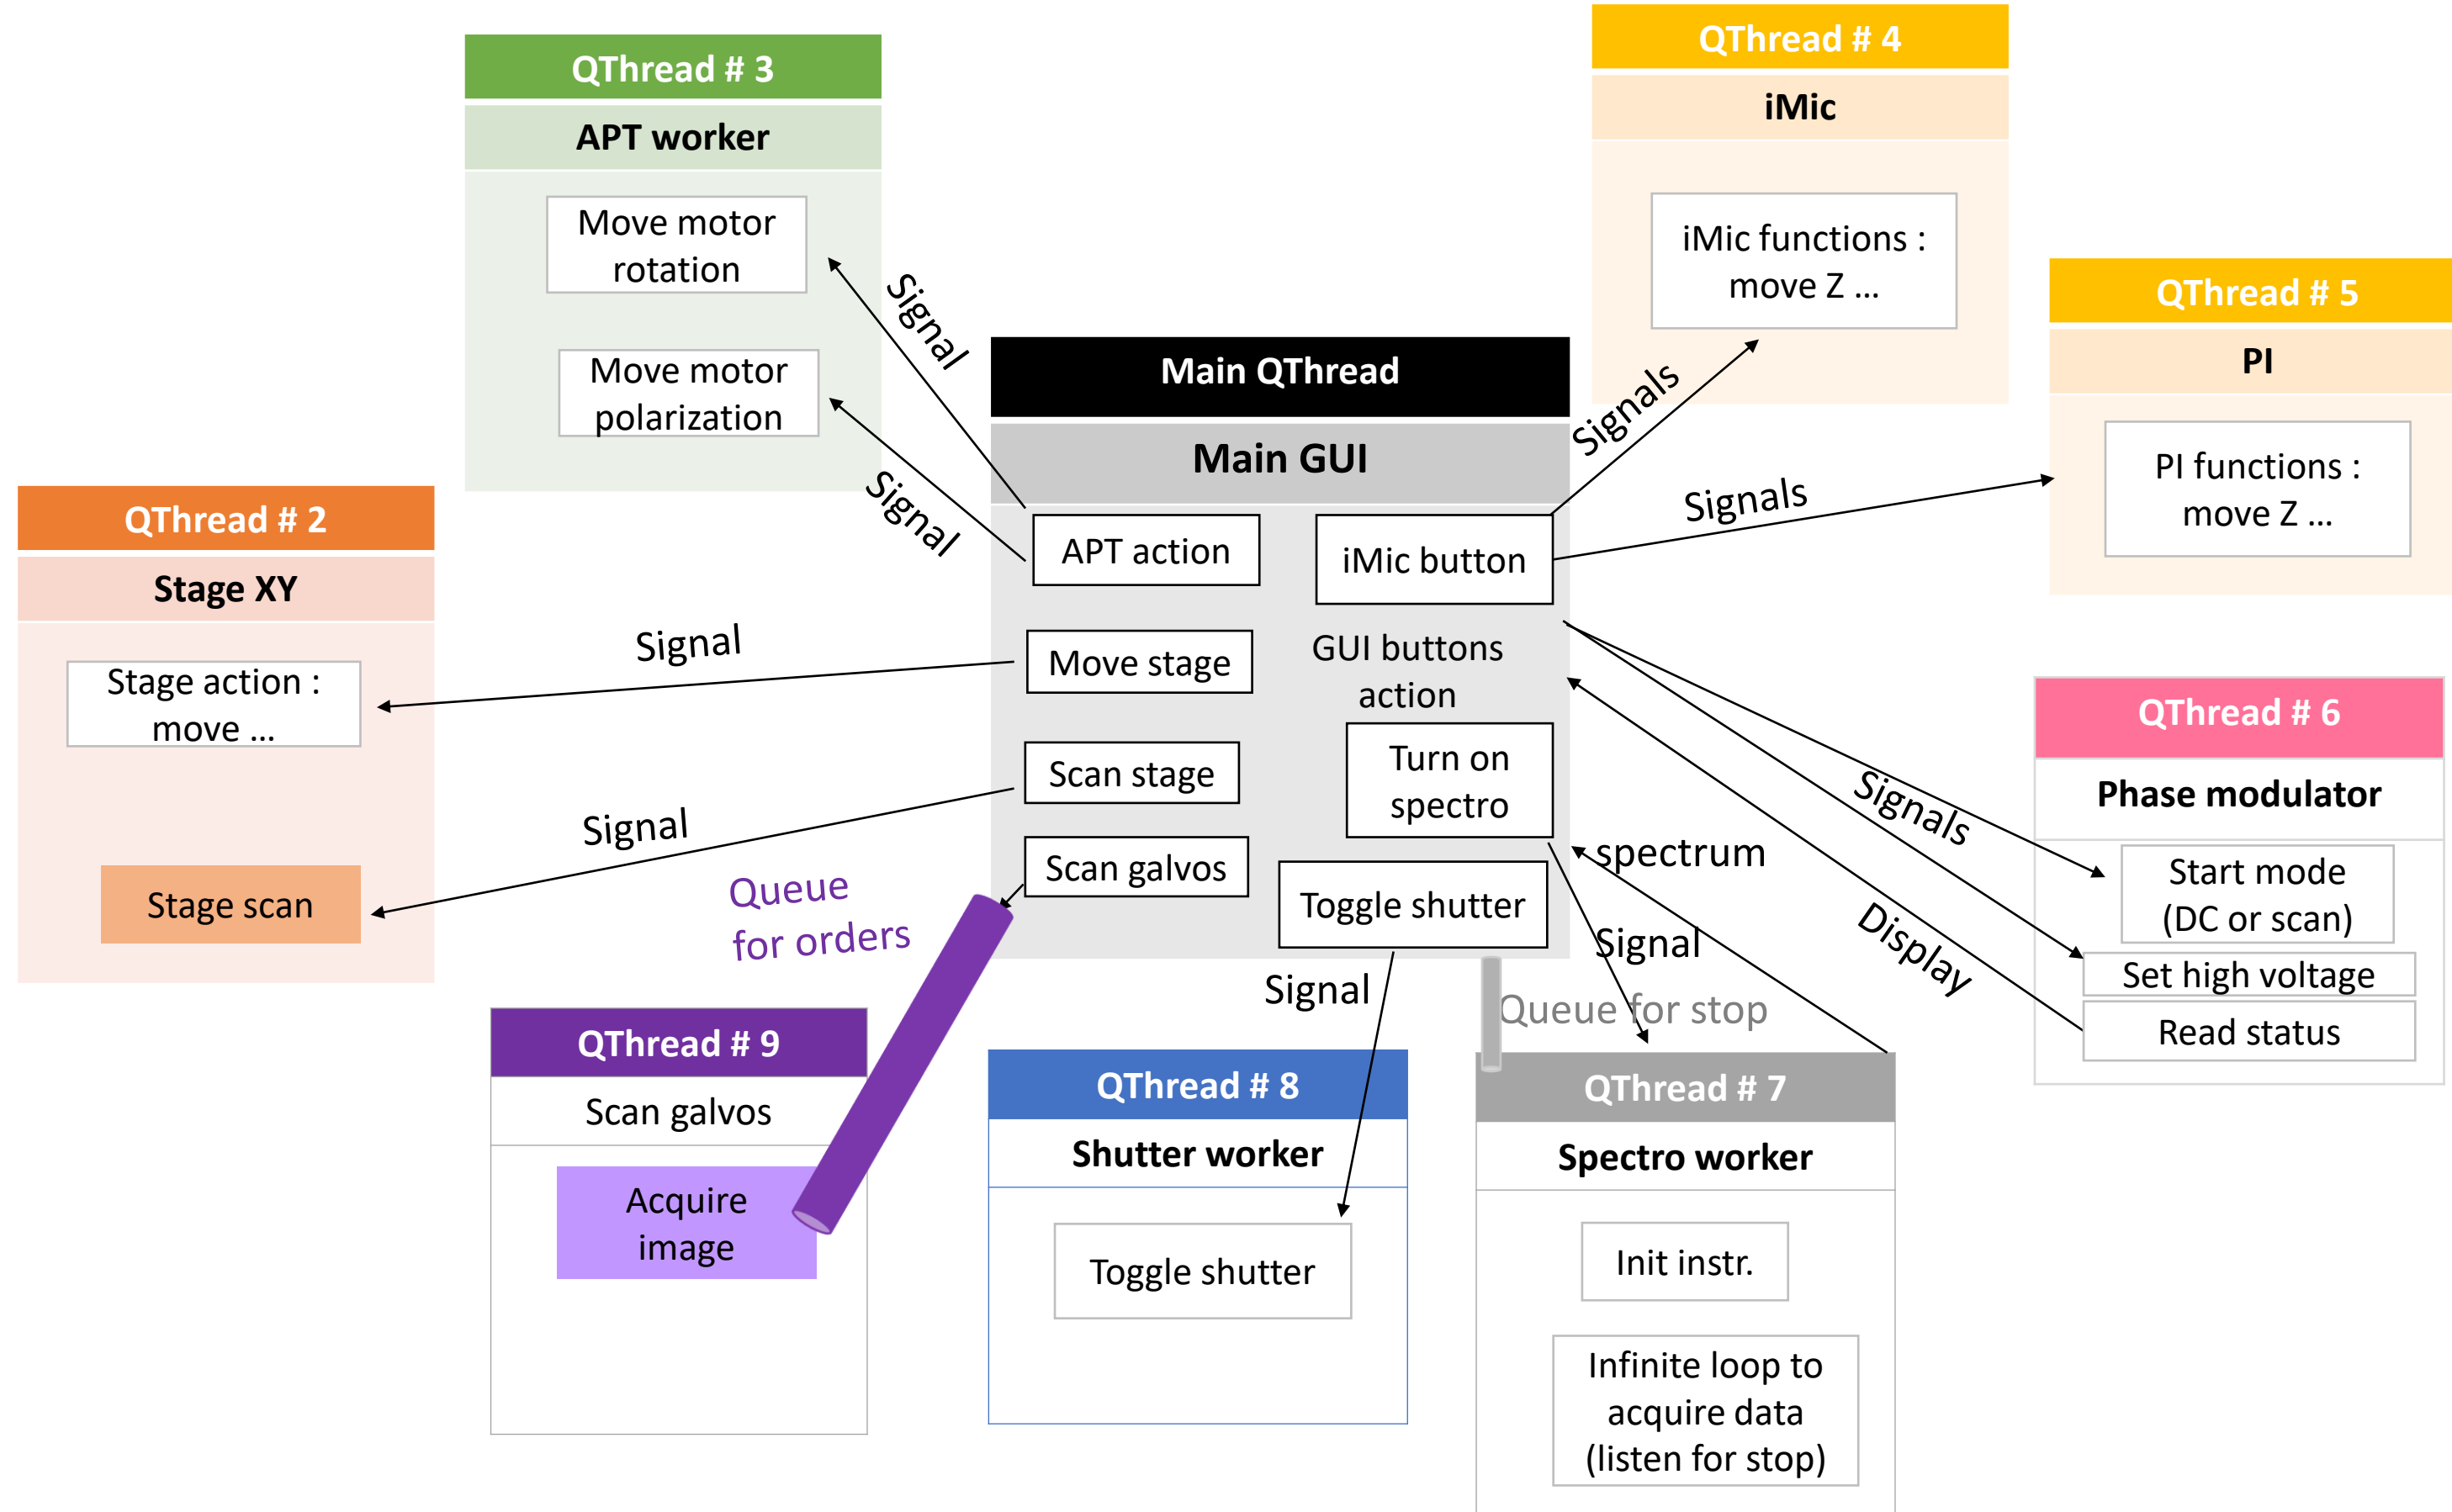 QThread # 3
APT worker
Move motor
rotation
Move motor
polarization
Signal
Signal
QThread # 4
iMic
iMic functions :
move Z ...
Signals
QThread # 5
PI
PI functions :
move Z ...
Signals
Main QThread
Main GUI
APT action
iMic button
Move stage
GUI buttons
action
Scan stage
Turn on
spectro
Scan galvos
Toggle shutter
QThread # 2
Stage XY
Stage action :
move ...
Stage scan
Signal
Signal
QThread # 6
Phase modulator
Start mode
(DC or scan)
Set high voltage
Read status
Signals
Display
spectrum
Signal
Queue for stop
Signal
Queue
for orders
QThread # 9
Scan galvos
Acquire
image
QThread # 8
Shutter worker
Toggle shutter
QThread # 7
Spectro worker
Init instr.
Infinite loop to
acquire data
(listen for stop)